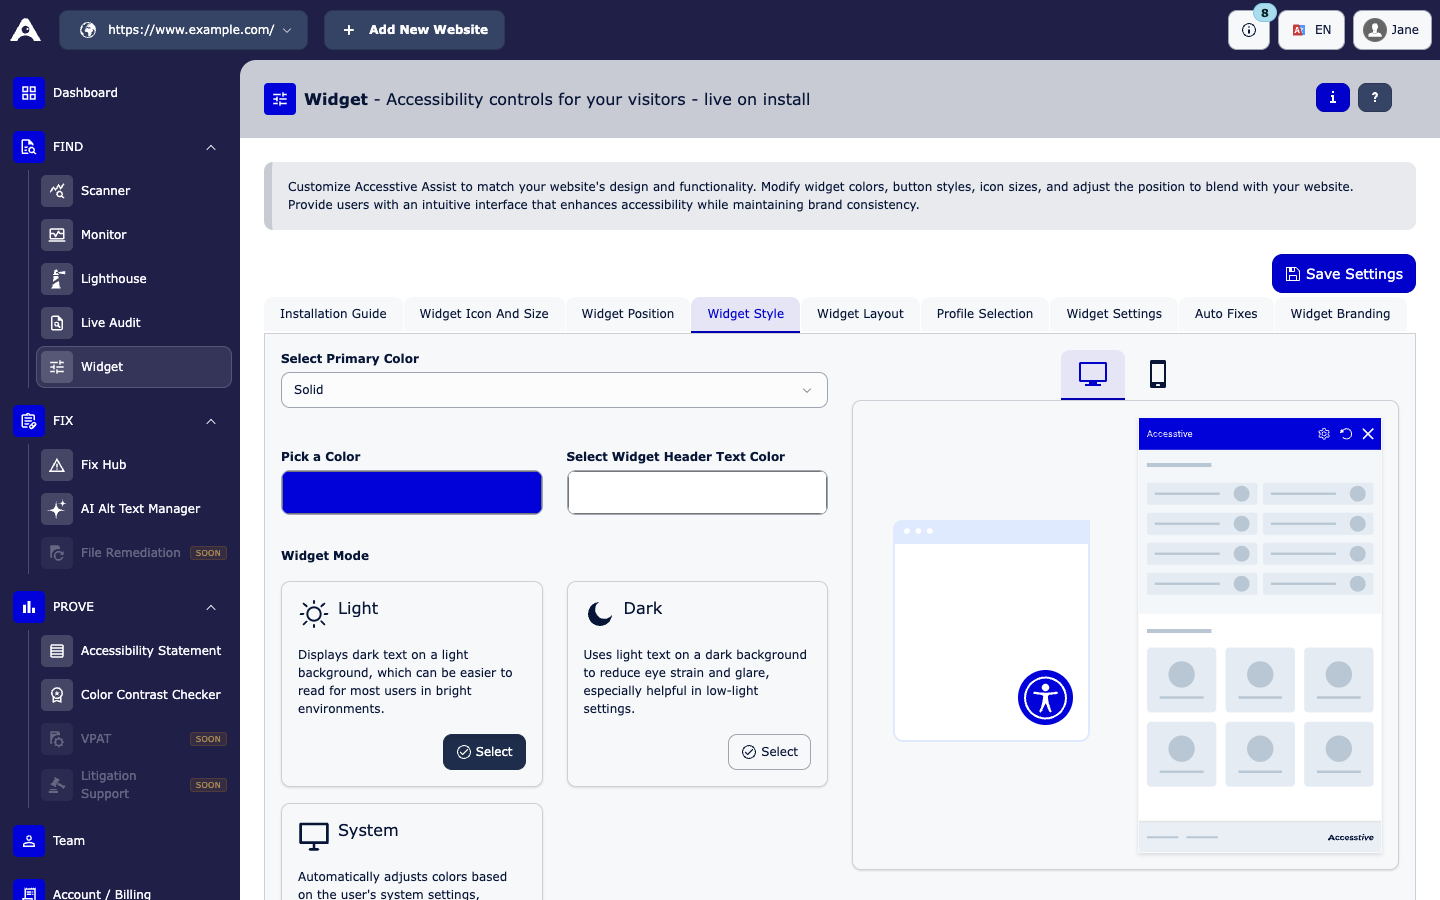 https://www.example.com/
Add New Website
8
EN
Jane
Dashboard
FIND
Scanner
Monitor
Lighthouse
Live Audit
Widget
FIX
Fix Hub
AI Alt Text Manager
File Remediation SOON
PROVE
Accessibility Statement
Color Contrast Checker
VPAT SOON
Litigation Support SOON
Team
Account / Billing
Widget - Accessibility controls for your visitors - live on install
i ?
Customize Accesstive Assist to match your website's design and functionality. Modify widget colors, button styles, icon sizes, and adjust the position to blend with your website.
Provide users with an intuitive interface that enhances accessibility while maintaining brand consistency.
Save Settings
Installation Guide Widget Icon And Size Widget Position Widget Style Widget Layout Profile Selection Widget Settings Auto Fixes Widget Branding
Select Primary Color
Solid
Pick a Color
Select Widget Header Text Color
Widget Mode
Light
Displays dark text on a light
background, which can be easier to
read for most users in bright
environments.
Select
Dark
Uses light text on a dark background
to reduce eye strain and glare,
especially helpful in low-light
settings.
Select
System
Automatically adjusts colors based
on the user's system settings,
Accesstive
Accesstive